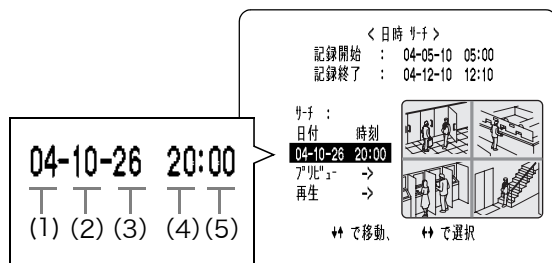 < 日時 ｻｰﾁ >
記録開始 : 04-05-10 05:00
記録終了 : 04-12-10 12:10
ｻｰﾁ :
日付 時刻
04-10-26 20:00
ﾌﾟﾘﾋﾞｭｰ ->
再生 ->
↓↑ で移動、 ←→ で選択
04-10-26 20:00
(1) (2) (3) (4) (5)